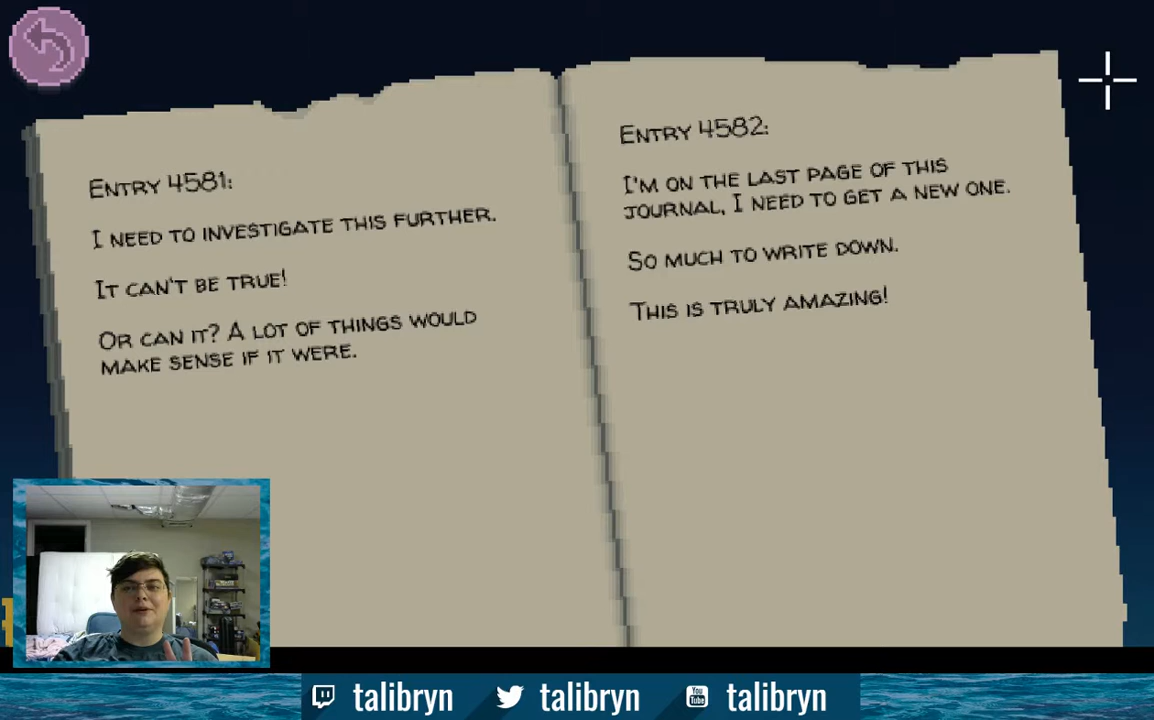 Entry 4581:
I need to investigate this further.
It can't be true!
Or can it? A lot of things would
make sense if it were.
Entry 4582:
I'm on the last page of this
journal, I need to get a new one.
So much to write down.
This is truly amazing!
talibryn
talibryn
You Tube
talibryn